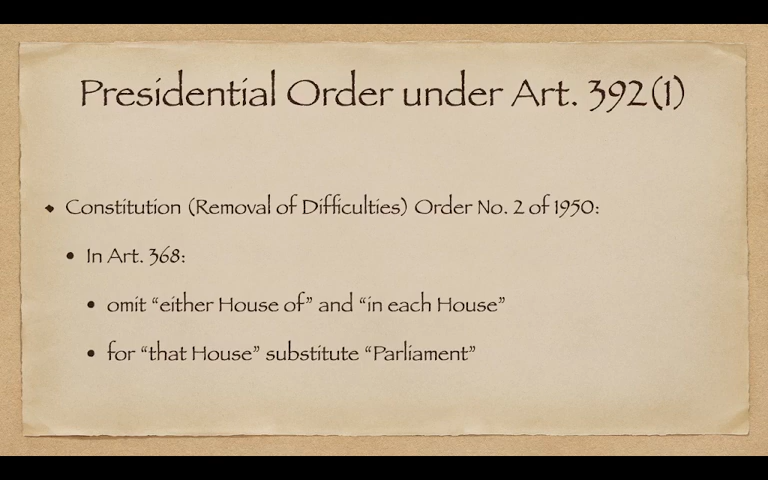 Presidential Order under Art. 392(1)
Constitution (Removal of Difficulties) Order No. 2 of 1950:
In Art. 368:
omit “either House of” and “in each House”
for “that House” substitute “Parliament”